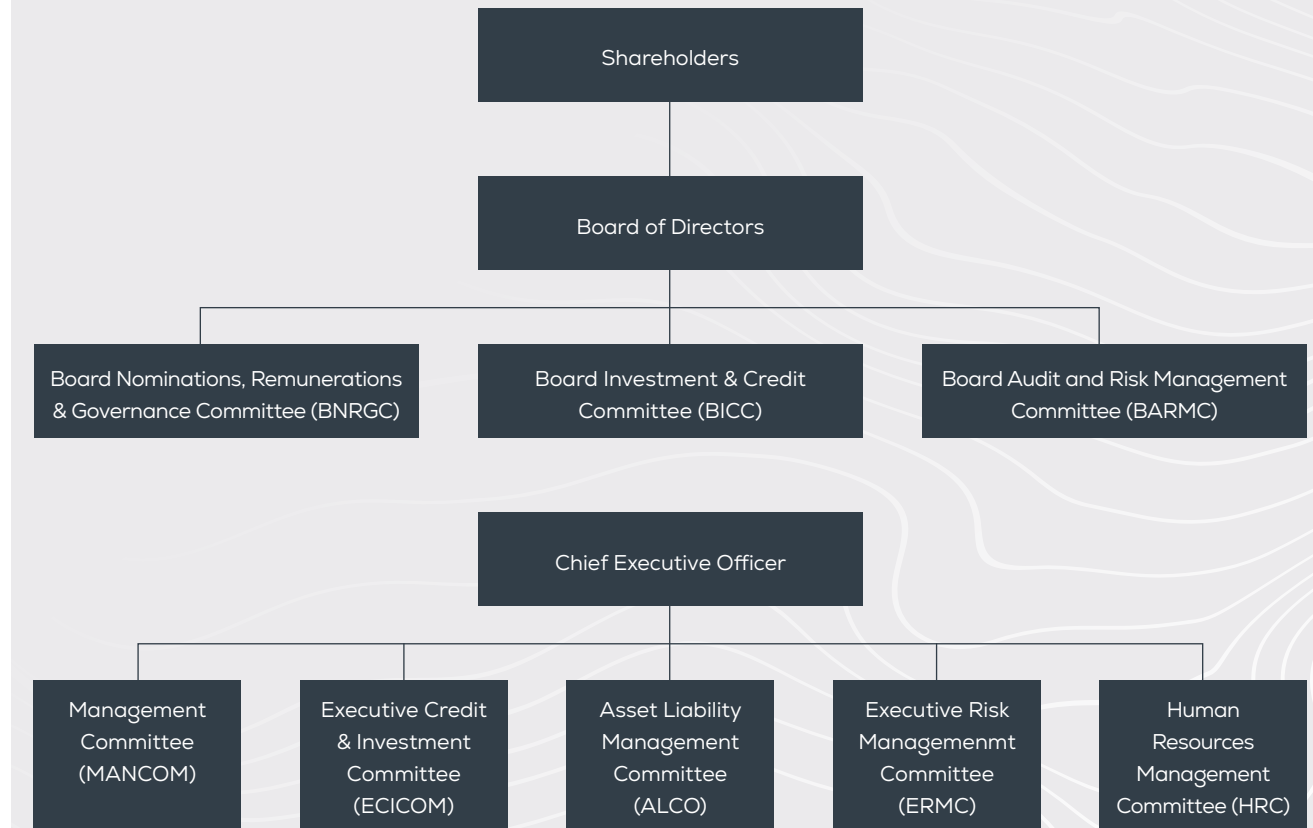 Shareholders
Board of Directors
Board Nominations, Remunerations
& Governance Committee (BNRGC)
Board Investment & Credit
Committee (BICC)
Board Audit and Risk Management
Committee (BARMC)
Chief Executive Officer
Management
Committee
(MANCOM)
Executive Credit
& Investment
Committee
(ECICOM)
Asset Liability
Management
Committee
(ALCO)
Executive Risk
Managemenmt
Committee
(ERMC)
Human
Resources
Management
Committee (HRC)